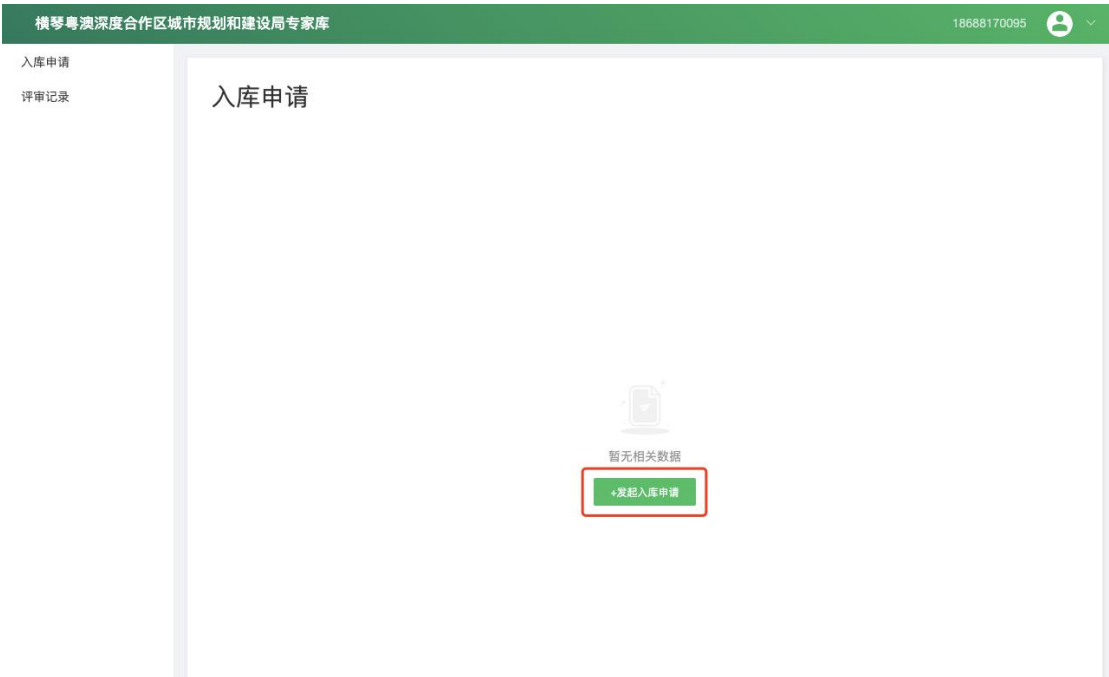 横琴粤澳深度合作区城市规划和建设局专家库
18688170095
入库申请
评审记录
入库申请
暂无相关数据
+发起入库申请